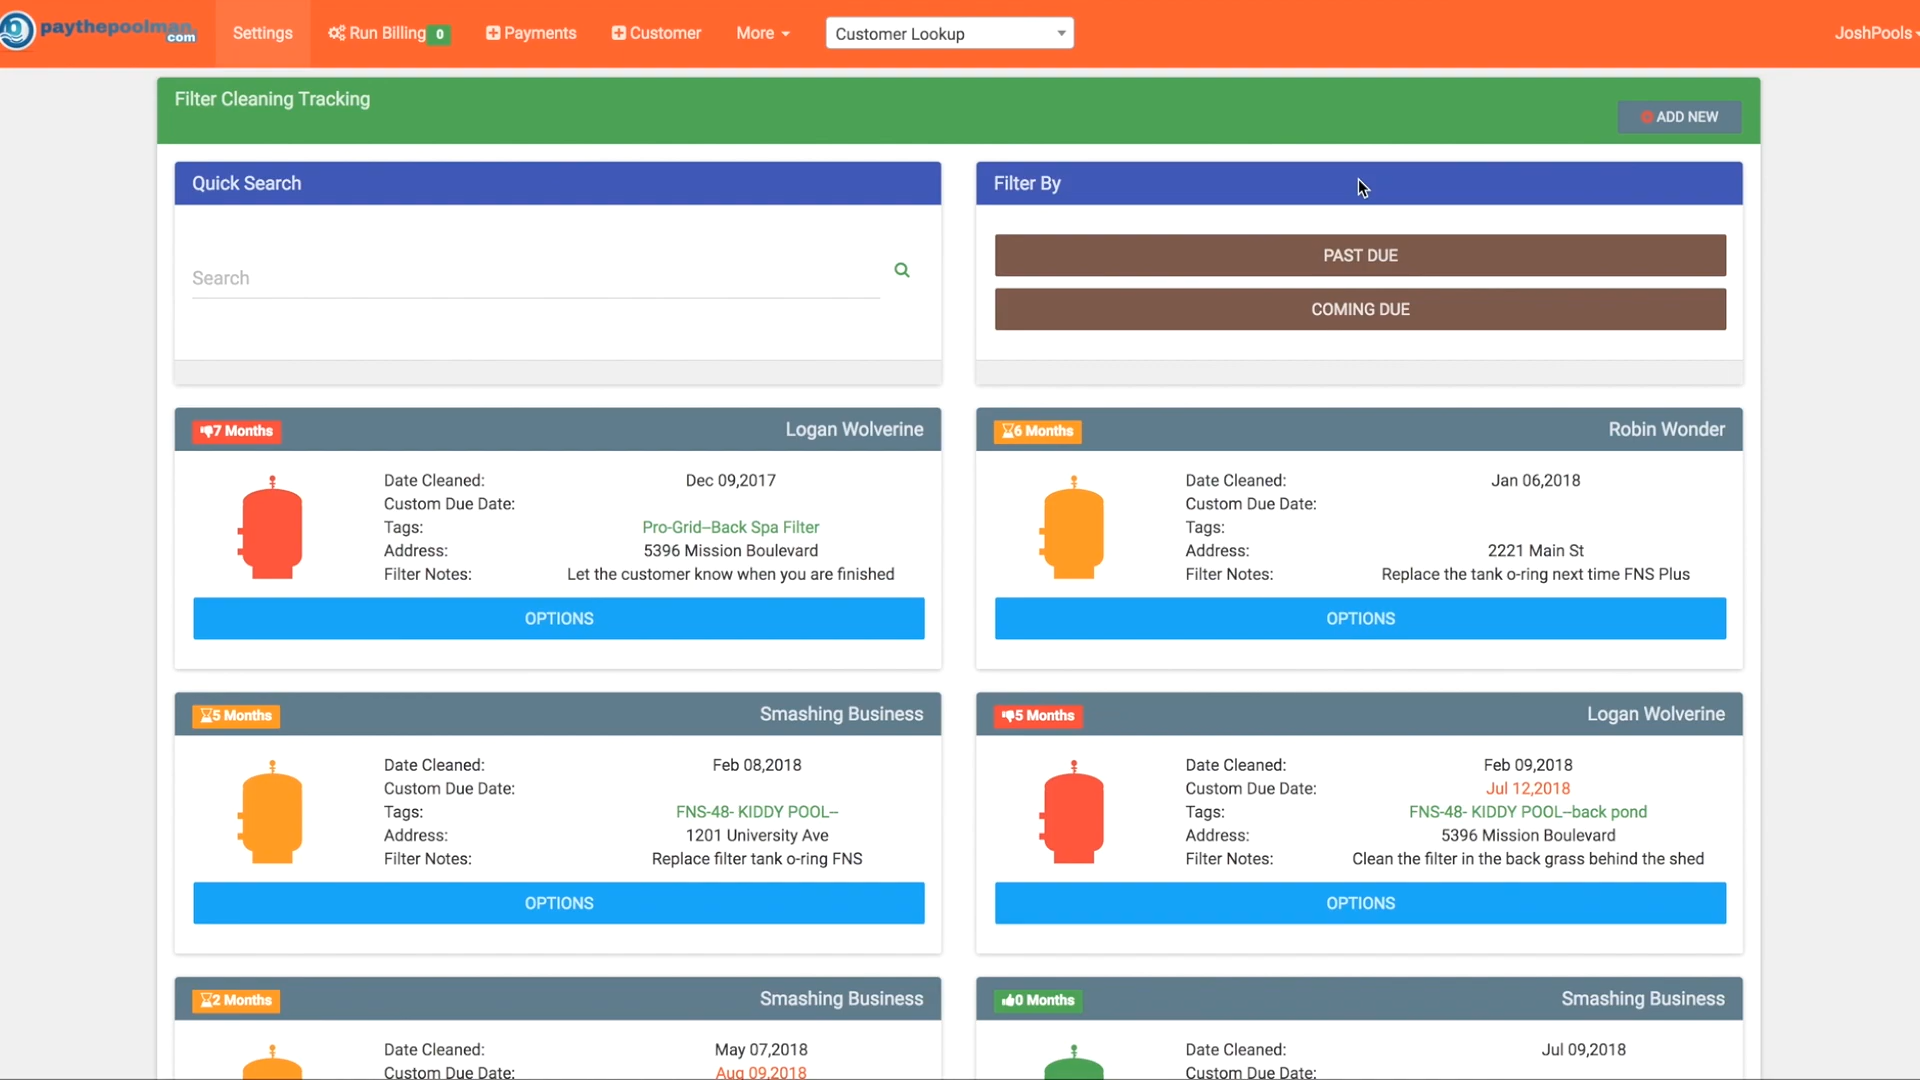 paythepoolman.com
Settings
Run Billing 0
Payments
Customer
More
Customer Lookup
JoshPools
Filter Cleaning Tracking
ADD NEW
Quick Search
Search
Filter By
PAST DUE
COMING DUE
7 Months
Logan Wolverine
Date Cleaned: Dec 09,2017
Custom Due Date:
Tags: Pro-Grid--Back Spa Filter
Address: 5396 Mission Boulevard
Filter Notes: Let the customer know when you are finished
OPTIONS
6 Months
Robin Wonder
Date Cleaned: Jan 06,2018
Custom Due Date:
Tags:
Address: 2221 Main St
Filter Notes: Replace the tank o-ring next time FNS Plus
OPTIONS
5 Months
Smashing Business
Date Cleaned: Feb 08,2018
Custom Due Date:
Tags: FNS-48- KIDDY POOL--
Address: 1201 University Ave
Filter Notes: Replace filter tank o-ring FNS
OPTIONS
5 Months
Logan Wolverine
Date Cleaned: Feb 09,2018
Custom Due Date: Jul 12,2018
Tags: FNS-48- KIDDY POOL--back pond
Address: 5396 Mission Boulevard
Filter Notes: Clean the filter in the back grass behind the shed
OPTIONS
2 Months
Smashing Business
Date Cleaned: May 07,2018
Custom Due Date: Aug 09,2018
0 Months
Smashing Business
Date Cleaned: Jul 09,2018
Custom Due Date: